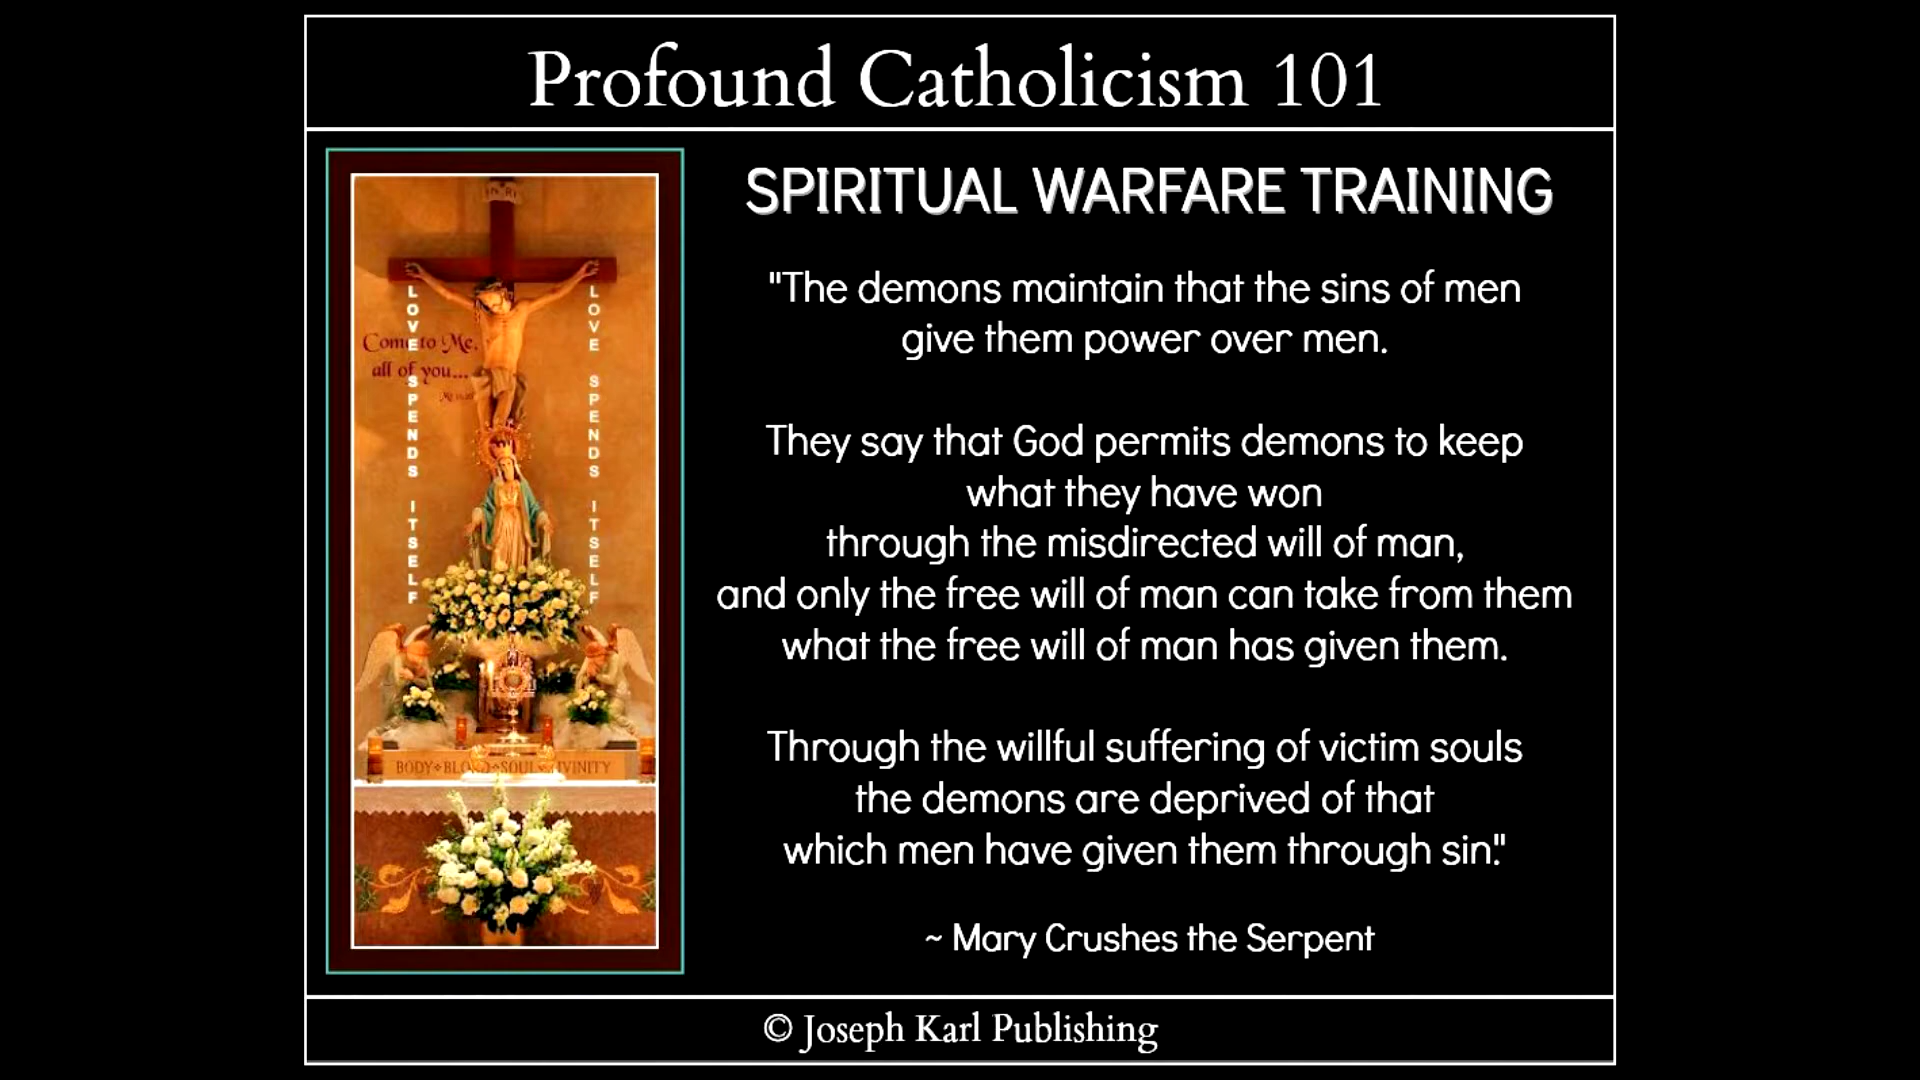 Profound Catholicism 101
SPIRITUAL WARFARE TRAINING
"The demons maintain that the sins of men
give them power over men.
They say that God permits demons to keep
what they have won
through the misdirected will of man,
and only the free will of man can take from them
what the free will of man has given them.
Through the willful suffering of victim souls
the demons are deprived of that
which men have given them through sin."
~ Mary Crushes the Serpent
INRI
LOVE SPENDS ITSELF
LOVE SPENDS ITSELF
Come to Me,
all of you...
BODY SOUL
© Joseph Karl Publishing